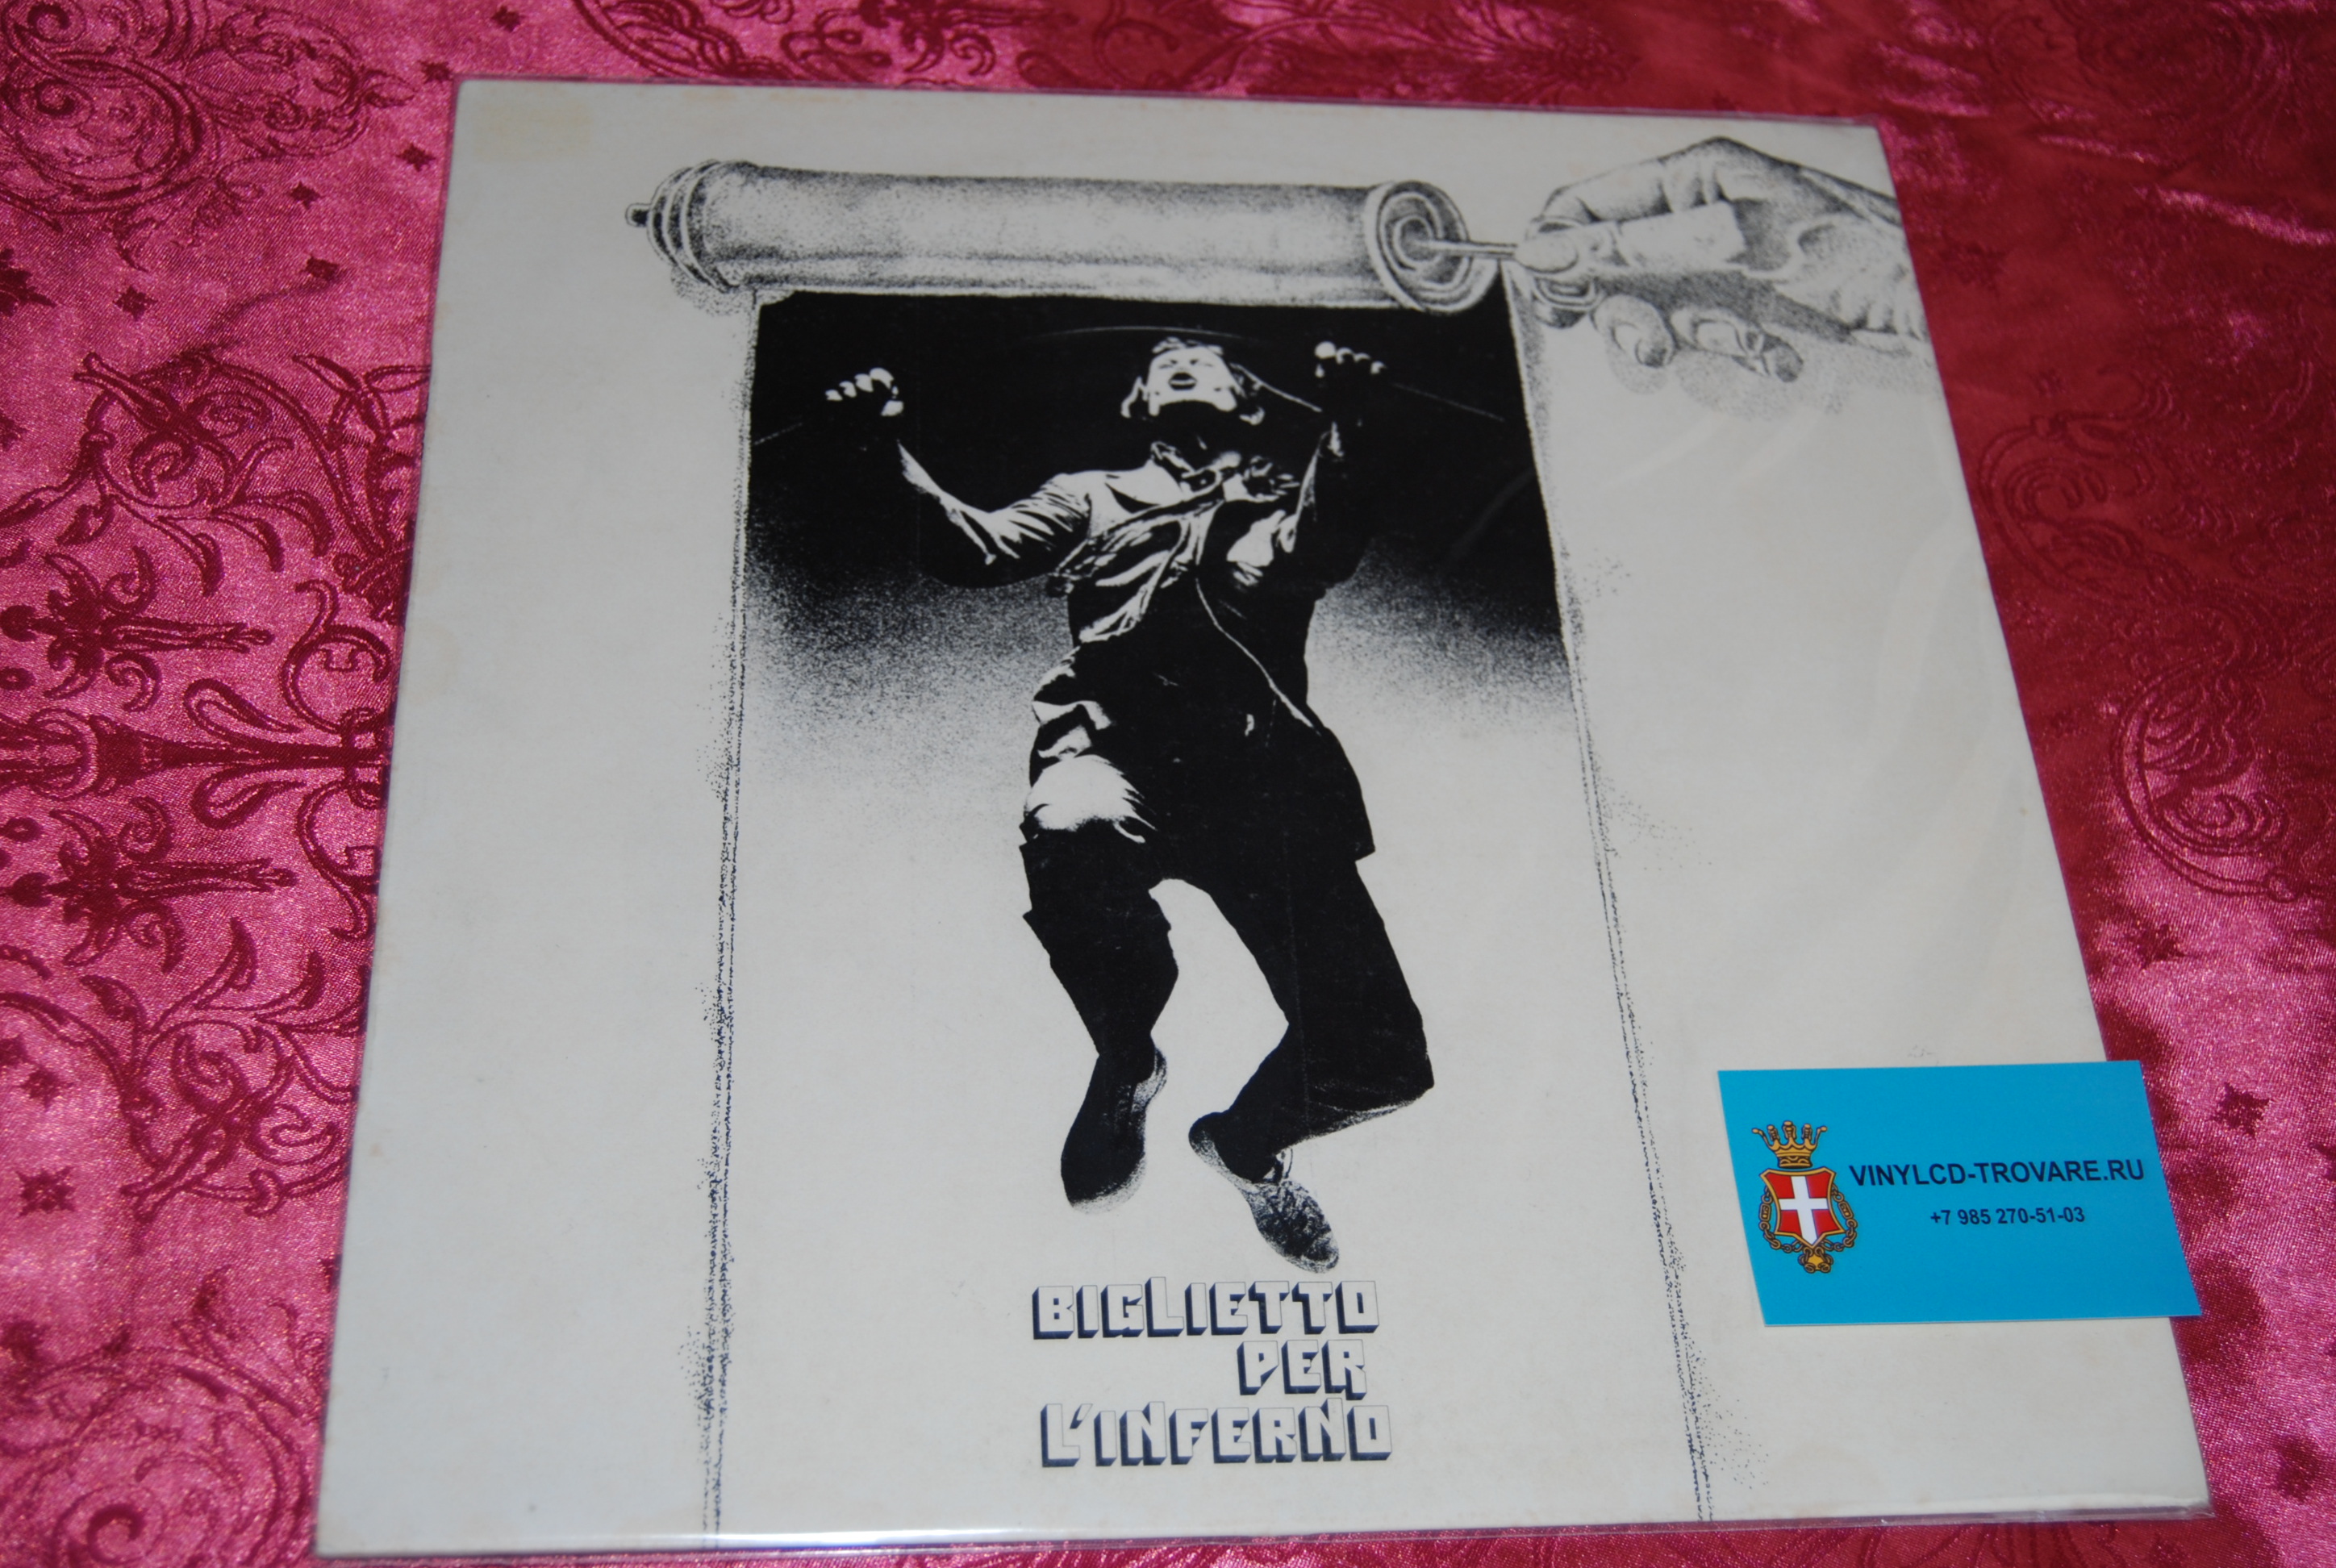 BIGLIETTO
PER
L'INFERNO
VINYLCD-TROVARE.RU
+7 985 270-51-03